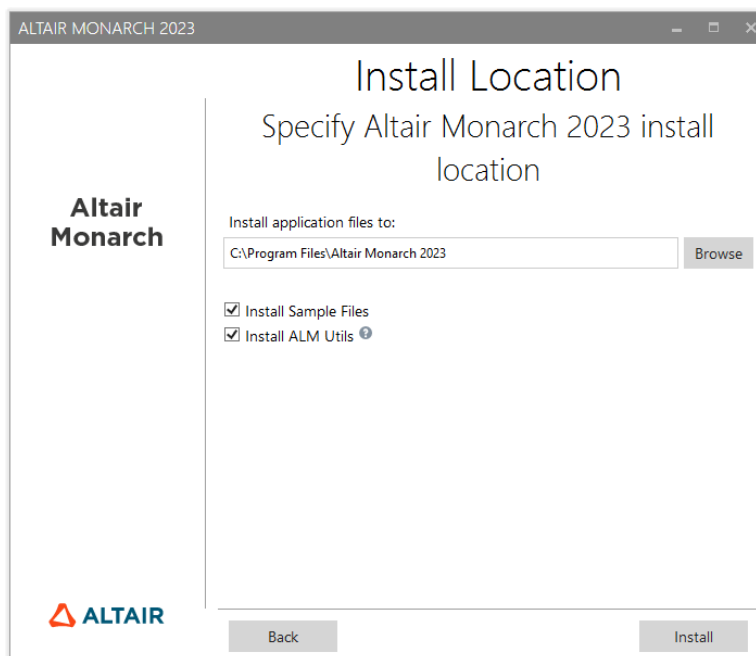 ALTAIR MONARCH 2023
Install Location
Specify Altair Monarch 2023 install
location
Altair
Monarch
Install application files to:
C:\Program Files\Altair Monarch 2023
Browse
Install Sample Files
Install ALM Utils ?
ALTAIR
Back
Install